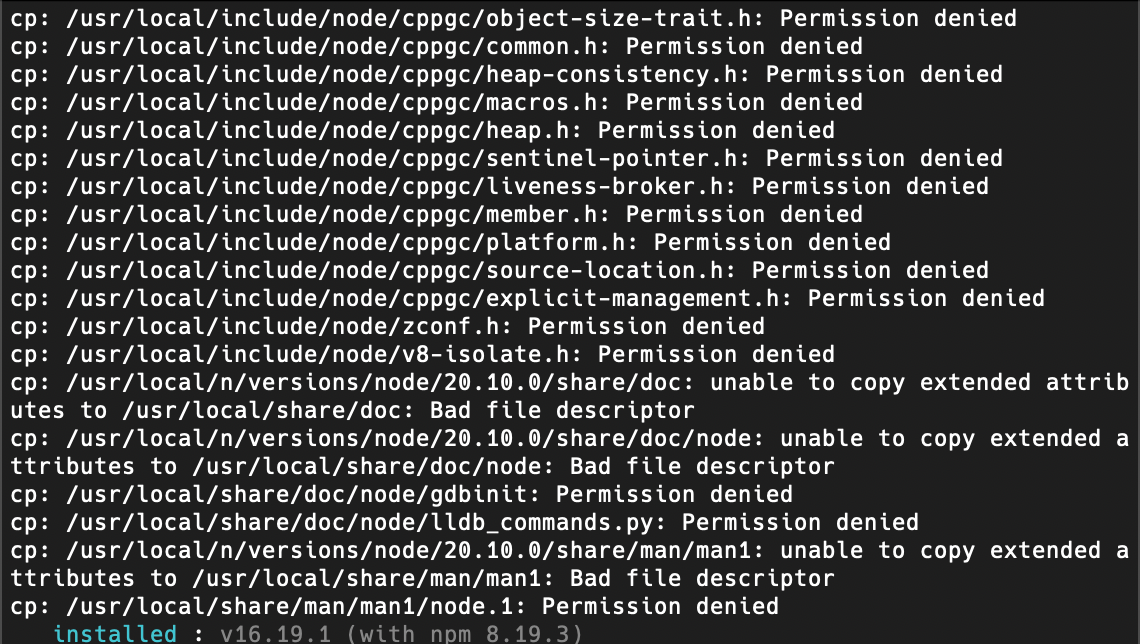 cp: /usr/local/include/node/cppgc/object-size-trait.h: Permission denied
cp: /usr/local/include/node/cppgc/common.h: Permission denied
cp: /usr/local/include/node/cppgc/heap-consistency.h: Permission denied
cp: /usr/local/include/node/cppgc/macros.h: Permission denied
cp: /usr/local/include/node/cppgc/heap.h: Permission denied
cp: /usr/local/include/node/cppgc/sentinel-pointer.h: Permission denied
cp: /usr/local/include/node/cppgc/liveness-broker.h: Permission denied
cp: /usr/local/include/node/cppgc/member.h: Permission denied
cp: /usr/local/include/node/cppgc/platform.h: Permission denied
cp: /usr/local/include/node/cppgc/source-location.h: Permission denied
cp: /usr/local/include/node/cppgc/explicit-management.h: Permission denied
cp: /usr/local/include/node/zconf.h: Permission denied
cp: /usr/local/include/node/v8-isolate.h: Permission denied
cp: /usr/local/n/versions/node/20.10.0/share/doc: unable to copy extended attrib
utes to /usr/local/share/doc: Bad file descriptor
cp: /usr/local/n/versions/node/20.10.0/share/doc/node: unable to copy extended a
ttributes to /usr/local/share/doc/node: Bad file descriptor
cp: /usr/local/share/doc/node/gdbinit: Permission denied
cp: /usr/local/share/doc/node/lldb_commands.py: Permission denied
cp: /usr/local/n/versions/node/20.10.0/share/man/man1: unable to copy extended a
ttributes to /usr/local/share/man/man1: Bad file descriptor
cp: /usr/local/share/man/man1/node.1: Permission denied
installed : v16.19.1 (with npm 8.19.3)